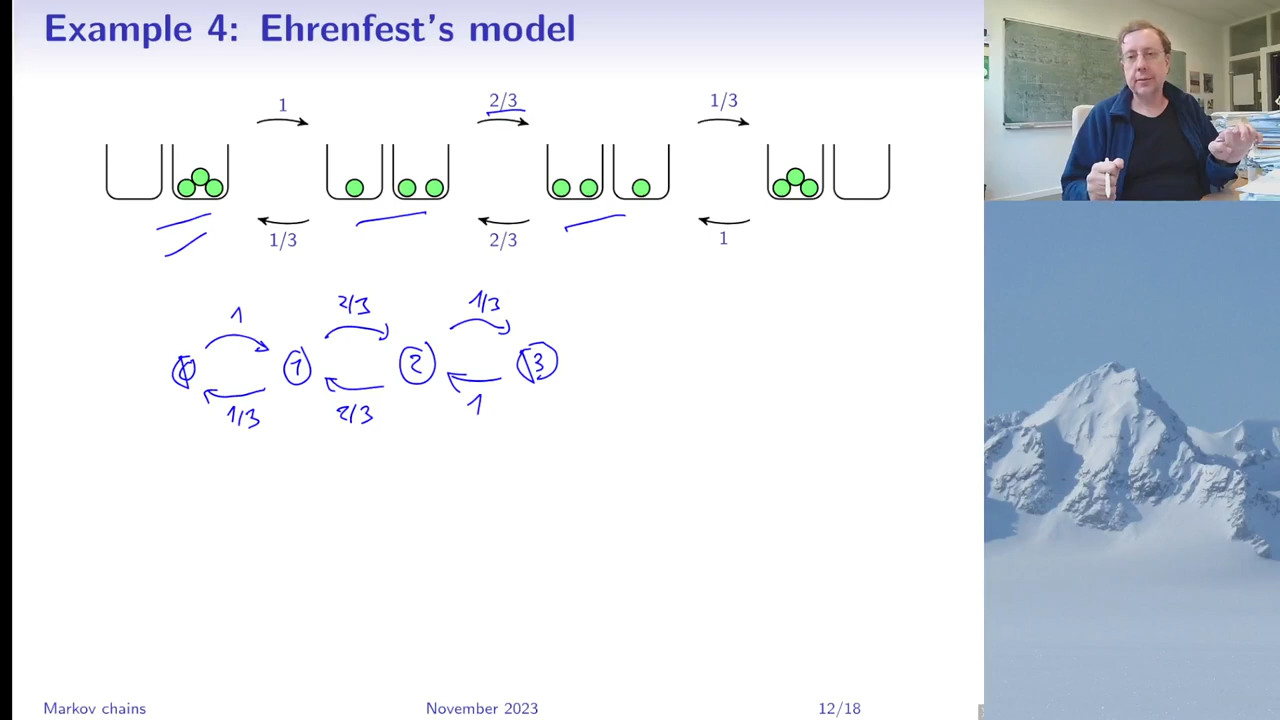 Example 4: Ehrenfest's model
1 2/3 1/3
1/3 2/3 1
1 2/3 1/3
1 2 3
1/3 2/3 1
Markov chains November 2023 12/18